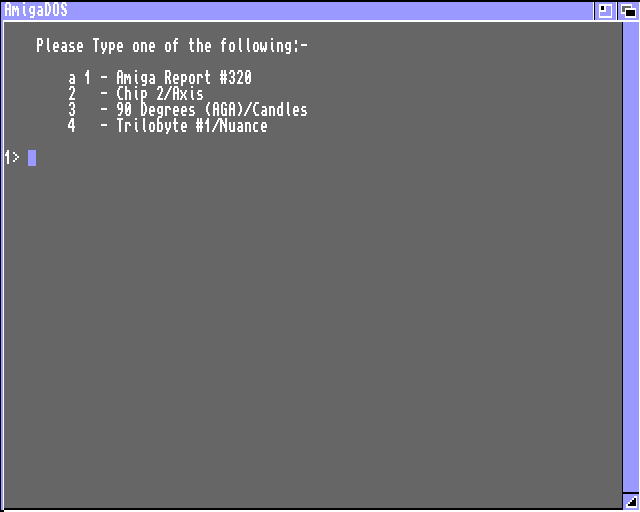 AmigaDOS
Please Type one of the following:-
a 1 - Amiga Report #320
2 - Chip 2/Axis
3 - 90 Degrees (AGA)/Candles
4 - Trilobyte #1/Nuance
1>